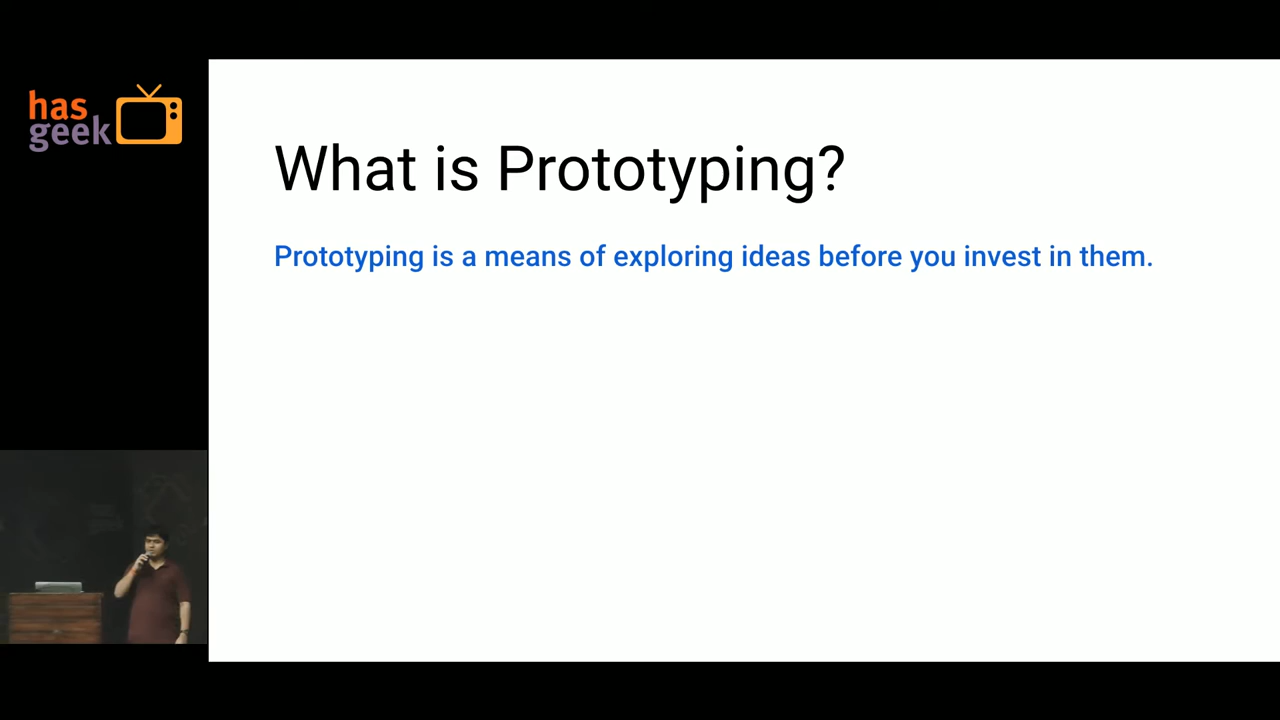 has
geek
What is Prototyping?
Prototyping is a means of exploring ideas before you invest in them.